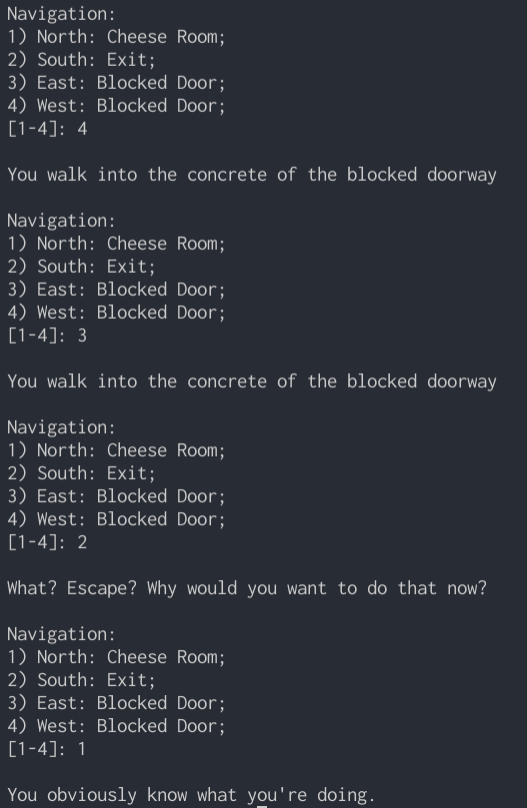 Navigation:
1) North: Cheese Room;
2) South: Exit;
3) East: Blocked Door;
4) West: Blocked Door;
[1-4]: 4
You walk into the concrete of the blocked doorway
Navigation:
1) North: Cheese Room;
2) South: Exit;
3) East: Blocked Door;
4) West: Blocked Door;
[1-4]: 3
You walk into the concrete of the blocked doorway
Navigation:
1) North: Cheese Room;
2) South: Exit;
3) East: Blocked Door;
4) West: Blocked Door;
[1-4]: 2
What? Escape? Why would you want to do that now?
Navigation:
1) North: Cheese Room;
2) South: Exit;
3) East: Blocked Door;
4) West: Blocked Door;
[1-4]: 1
You obviously know what you're doing.